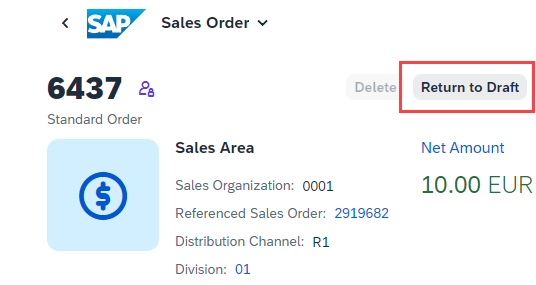 SAP Sales Order
6437
Delete Return to Draft
Standard Order
Sales Area
Net Amount
Sales Organization: 0001
10.00 EUR
Referenced Sales Order: 2919682
Distribution Channel: R1
Division: 01